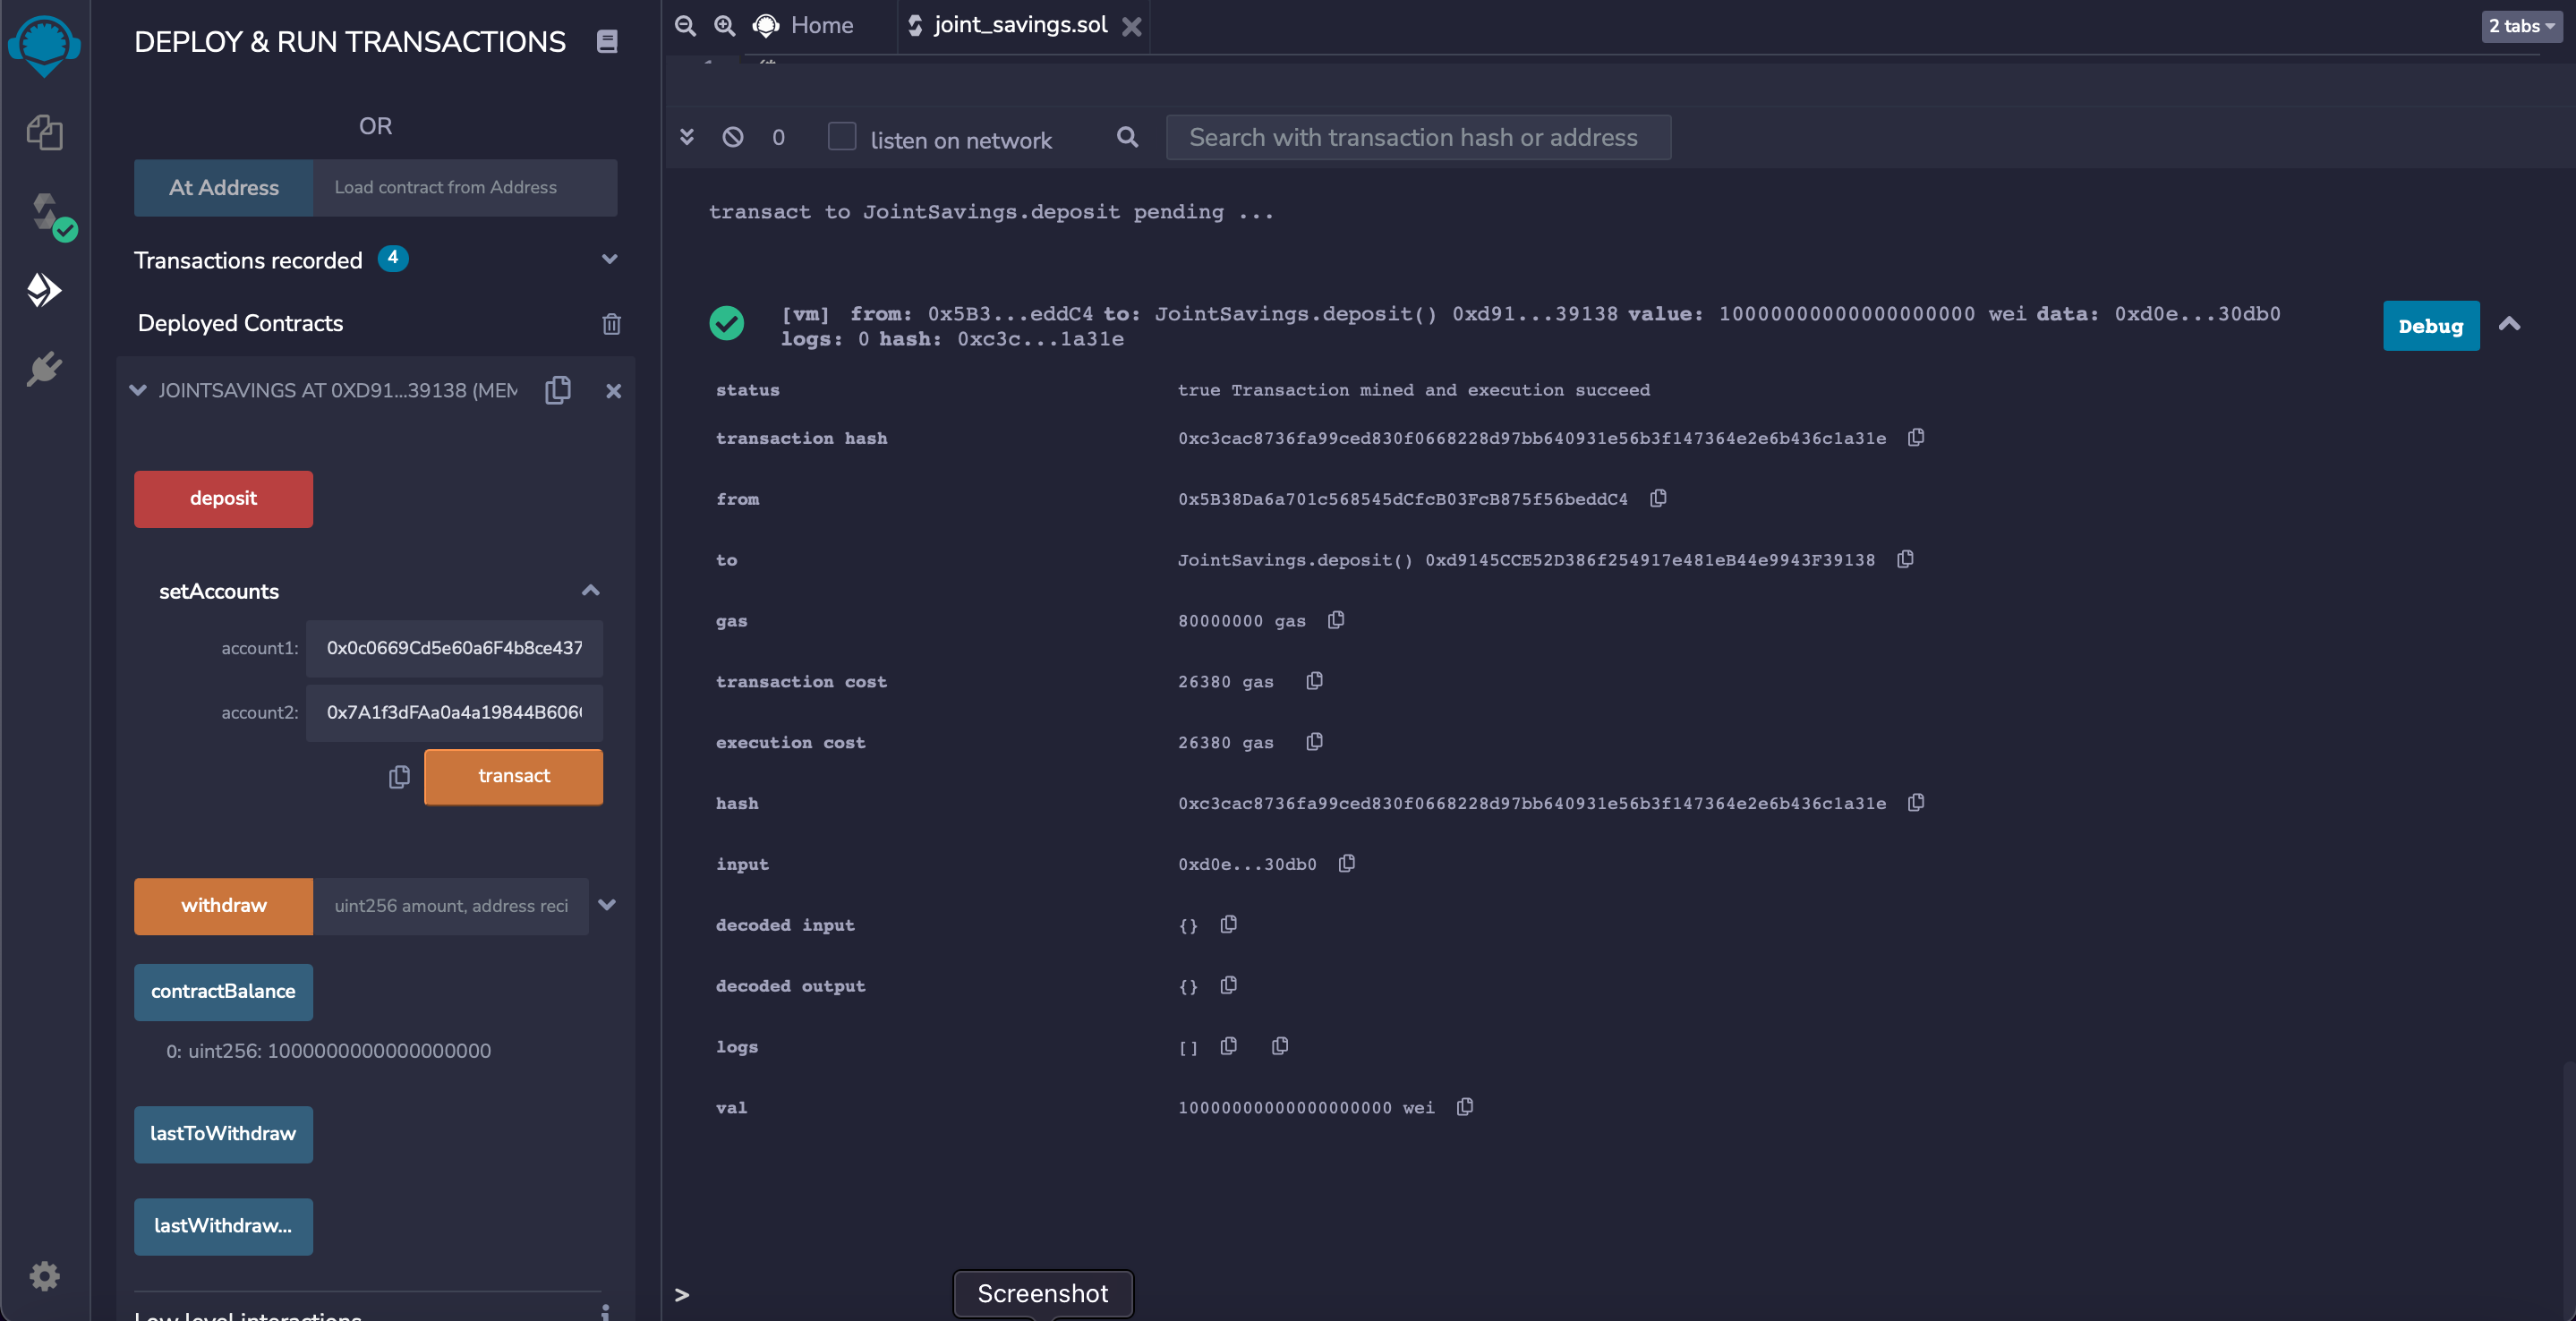 DEPLOY & RUN TRANSACTIONS
OR
At Address
Load contract from Address
Transactions recorded 4
Deployed Contracts
JOINTSAVINGS AT 0XD91...39138 (MEM
deposit
setAccounts
account1: 0x0c0669Cd5e60a6F4b8ce437
account2: 0x7A1f3dFAa0a4a19844B606
transact
withdraw
uint256 amount, address reci
contractBalance
0: uint256: 1000000000000000000
lastToWithdraw
lastWithdraw...
Home
joint_savings.sol
2 tabs
0
listen on network
Search with transaction hash or address
transact to JointSavings.deposit pending ...
[vm] from: 0x5B3...eddC4 to: JointSavings.deposit() 0xd91...39138 value: 10000000000000000000 wei data: 0xd0e...30db0
logs: 0 hash: 0xc3c...1a31e
Debug
status true Transaction mined and execution succeed
transaction hash 0xc3cac8736fa99ced830f0668228d97bb640931e56b3f147364e2e6b436c1a31e
from 0x5B38Da6a701c568545dCfcB03FcB875f56beddC4
to JointSavings.deposit() 0xd9145CCE52D386f254917e481eB44e9943F39138
gas 80000000 gas
transaction cost 26380 gas
execution cost 26380 gas
hash 0xc3cac8736fa99ced830f0668228d97bb640931e56b3f147364e2e6b436c1a31e
input 0xd0e...30db0
decoded input {}
decoded output {}
logs []
val 10000000000000000000 wei
>
Screenshot